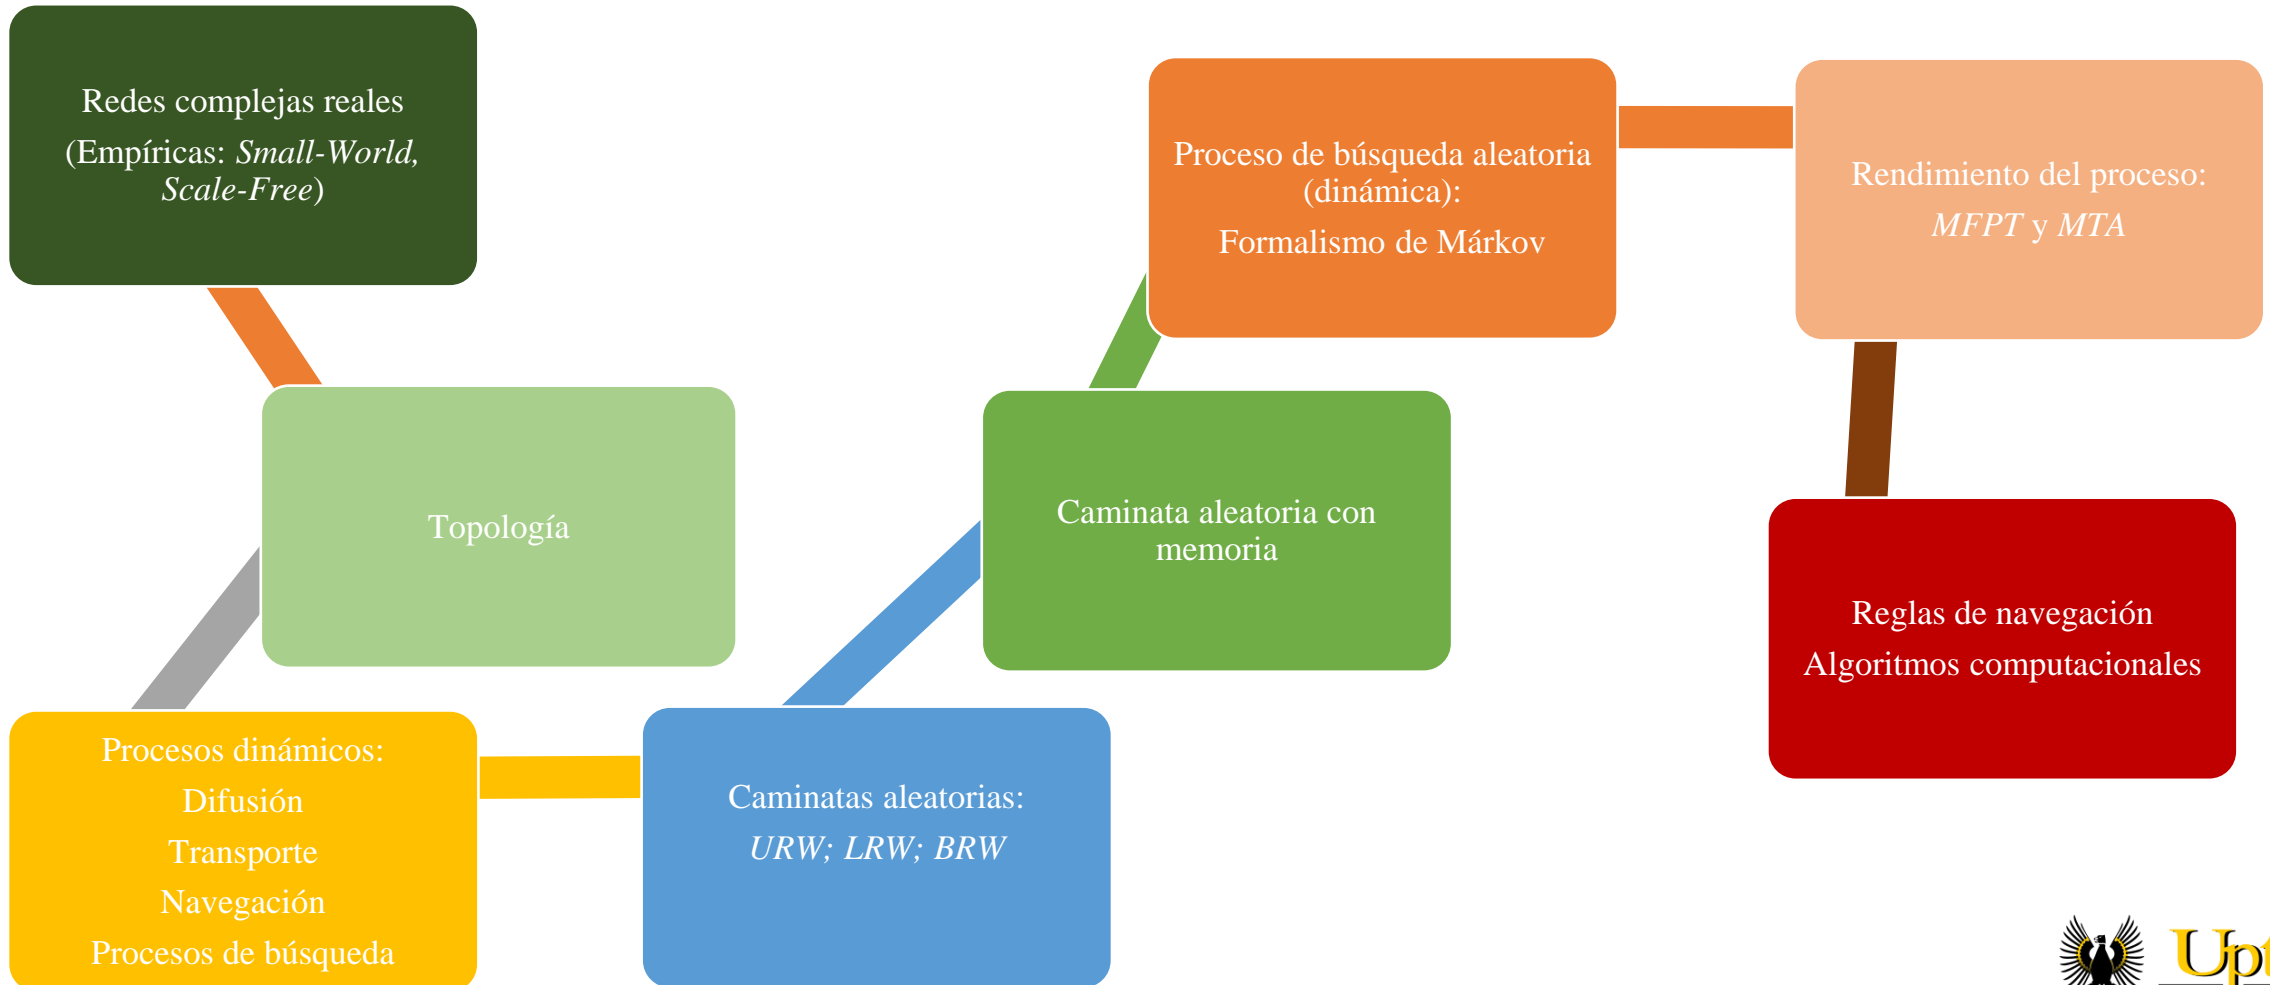 Redes complejas reales
(Empíricas: Small-World,
Scale-Free)
Topología
Procesos dinámicos:
Difusión
Transporte
Navegación
Procesos de búsqueda
Caminatas aleatorias:
URW; LRW; BRW
Caminata aleatoria con
memoria
Proceso de búsqueda aleatoria
(dinámica):
Formalismo de Márkov
Rendimiento del proceso:
MFPT y MTA
Reglas de navegación
Algoritmos computacionales